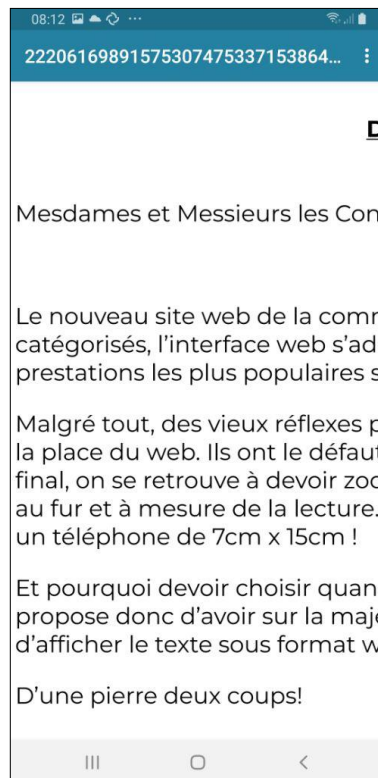 08:12
22206169891575307475337153864...
D
Mesdames et Messieurs les Con
Le nouveau site web de la comm
catégorisés, l'interface web s'ad
prestations les plus populaires s
Malgré tout, des vieux réflexes p
la place du web. Ils ont le défaut
final, on se retrouve à devoir zoo
au fur et à mesure de la lecture.
un téléphone de 7cm x 15cm !
Et pourquoi devoir choisir quan
propose donc d'avoir sur la maje
d'afficher le texte sous format w
D'une pierre deux coups!